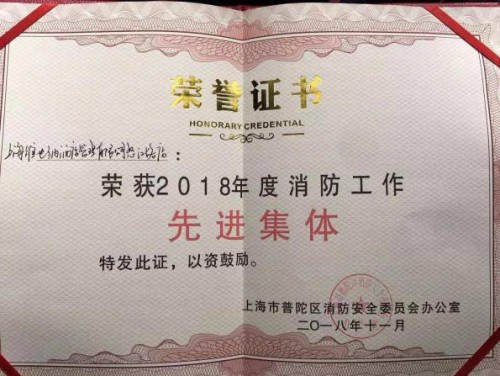 荣誉证书
HONORARY CREDENTIAL
荣获2018年度消防工作
先进集体
特发此证，以资鼓励。
上海市普陀区消防安全委员会办公室
二〇一八年十一月